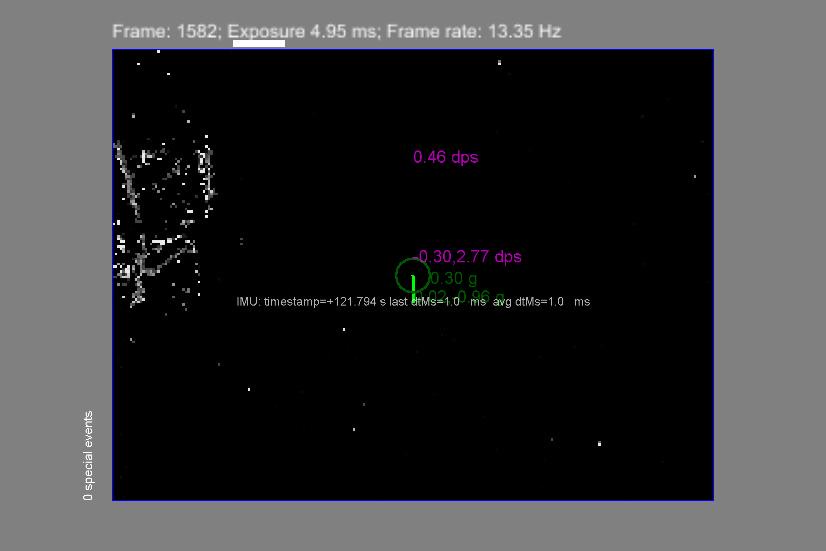 Frame: 1582; Exposure 4.95 ms; Frame rate: 13.35 Hz
0.46 dps
-0.30,2.77 dps
0.30 g
0.96 g
IMU: timestamp=+121.794 s last dtMs=1.0 ms avg dtMs=1.0 ms
0 special events